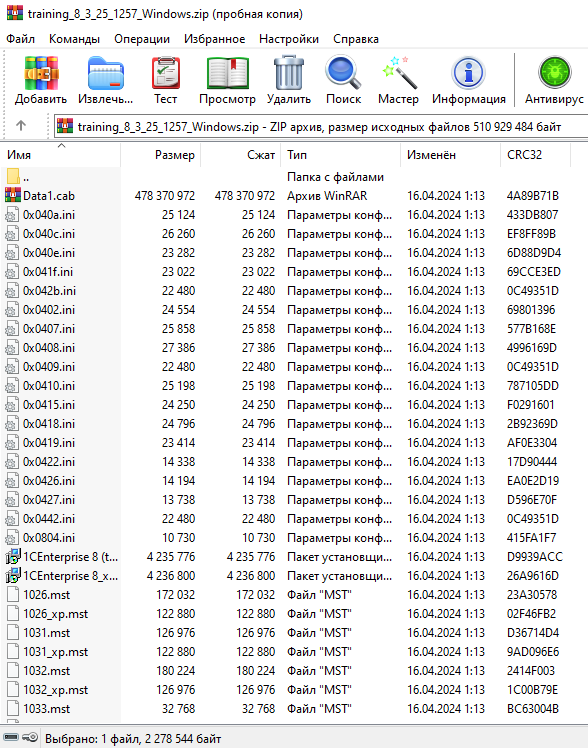 training_8_3_25_1257_Windows.zip (пробная копия)
Файл Команды Операции Избранное Настройки Справка
Добавить Извлечь... Тест Просмотр Удалить Поиск Мастер Информация Антивирус
training_8_3_25_1257_Windows.zip - ZIP архив, размер исходных файлов 510 929 484 байт
Имя Размер Сжат Тип Изменён CRC32
.. Папка с файлами
Data1.cab 478 370 972 478 370 972 Архив WinRAR 16.04.2024 1:13 4A89B71B
0x040a.ini 25 124 25 124 Параметры конф... 16.04.2024 1:13 433DB807
0x040c.ini 26 260 26 260 Параметры конф... 16.04.2024 1:13 EF8FF89B
0x040e.ini 23 282 23 282 Параметры конф... 16.04.2024 1:13 6D88D9D4
0x041f.ini 23 022 23 022 Параметры конф... 16.04.2024 1:13 69CCE3ED
0x042b.ini 22 480 22 480 Параметры конф... 16.04.2024 1:13 0C49351D
0x0402.ini 24 554 24 554 Параметры конф... 16.04.2024 1:13 69801396
0x0407.ini 25 858 25 858 Параметры конф... 16.04.2024 1:13 577B168E
0x0408.ini 27 386 27 386 Параметры конф... 16.04.2024 1:13 4996169D
0x0409.ini 22 480 22 480 Параметры конф... 16.04.2024 1:13 0C49351D
0x0410.ini 25 198 25 198 Параметры конф... 16.04.2024 1:13 787105DD
0x0415.ini 24 250 24 250 Параметры конф... 16.04.2024 1:13 F0291601
0x0418.ini 24 796 24 796 Параметры конф... 16.04.2024 1:13 2B92369D
0x0419.ini 23 414 23 414 Параметры конф... 16.04.2024 1:13 AF0E3304
0x0422.ini 14 338 14 338 Параметры конф... 16.04.2024 1:13 17D90444
0x0426.ini 14 194 14 194 Параметры конф... 16.04.2024 1:13 EA0E2D19
0x0427.ini 13 738 13 738 Параметры конф... 16.04.2024 1:13 D596E70F
0x0442.ini 22 480 22 480 Параметры конф... 16.04.2024 1:13 0C49351D
0x0804.ini 10 730 10 730 Параметры конф... 16.04.2024 1:13 415FA1F7
1CEnterprise 8 (t... 4 235 776 4 235 776 Пакет установщи... 16.04.2024 1:13 D9939ACC
1CEnterprise 8_x... 4 236 800 4 236 800 Пакет установщи... 16.04.2024 1:13 26A9616D
1026.mst 172 032 172 032 Файл "MST" 16.04.2024 1:13 23A30578
1026_xp.mst 122 880 122 880 Файл "MST" 16.04.2024 1:13 02F46FB2
1031.mst 126 976 126 976 Файл "MST" 16.04.2024 1:13 D36714D4
1031_xp.mst 122 880 122 880 Файл "MST" 16.04.2024 1:13 9AD096E6
1032.mst 180 224 180 224 Файл "MST" 16.04.2024 1:13 2414F003
1032_xp.mst 126 976 126 976 Файл "MST" 16.04.2024 1:13 1C00B79E
1033.mst 32 768 32 768 Файл "MST" 16.04.2024 1:13 BC63004B
Выбрано: 1 файл, 2 278 544 байт